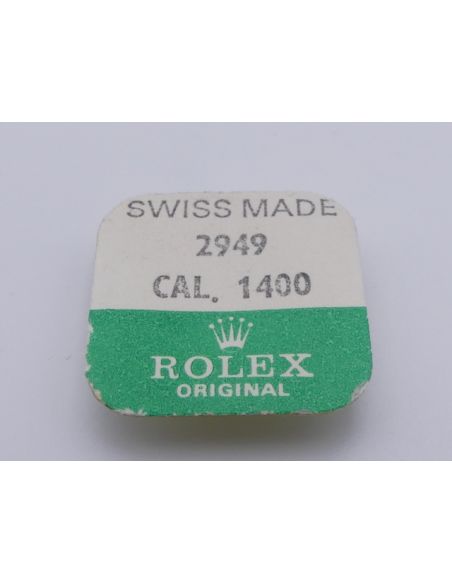 SWISS MADE
2949
CAL. 1400
ROLEX
ORIGINAL